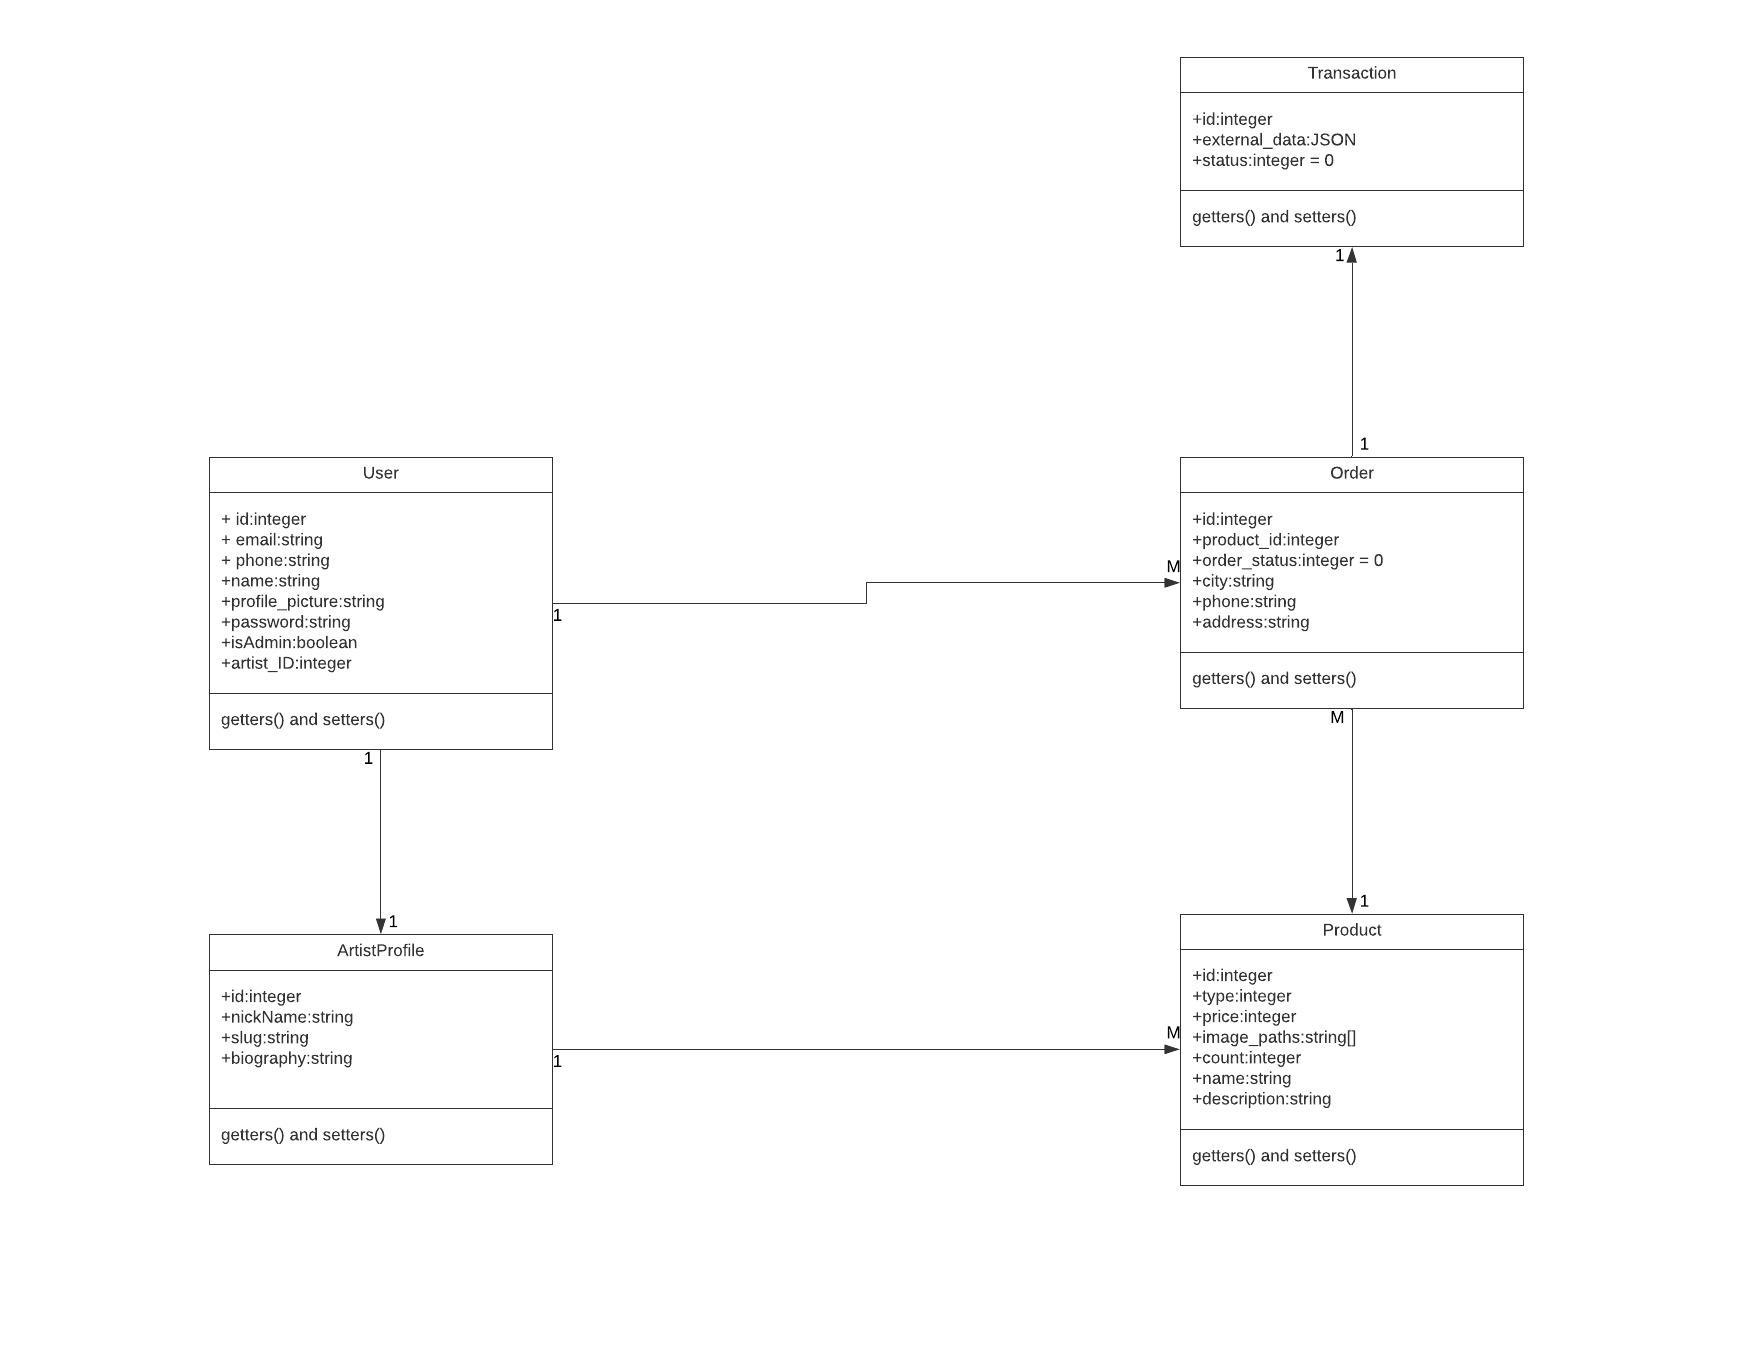 Transaction
+id:integer
+external_data:JSON
+status:integer = 0
getters() and setters()
1
1
User
+ id:integer
+ email:string
+ phone:string
+name:string
+profile_picture:string
+password:string
+isAdmin:boolean
+artist_ID:integer
getters() and setters()
1
M
Order
+id:integer
+product_id:integer
+order_status:integer = 0
+city:string
+phone:string
+address:string
getters() and setters()
1
1
M
1
ArtistProfile
+id:integer
+nickName:string
+slug:string
+biography:string
getters() and setters()
1
M
Product
+id:integer
+type:integer
+price:integer
+image_paths:string[]
+count:integer
+name:string
+description:string
getters() and setters()